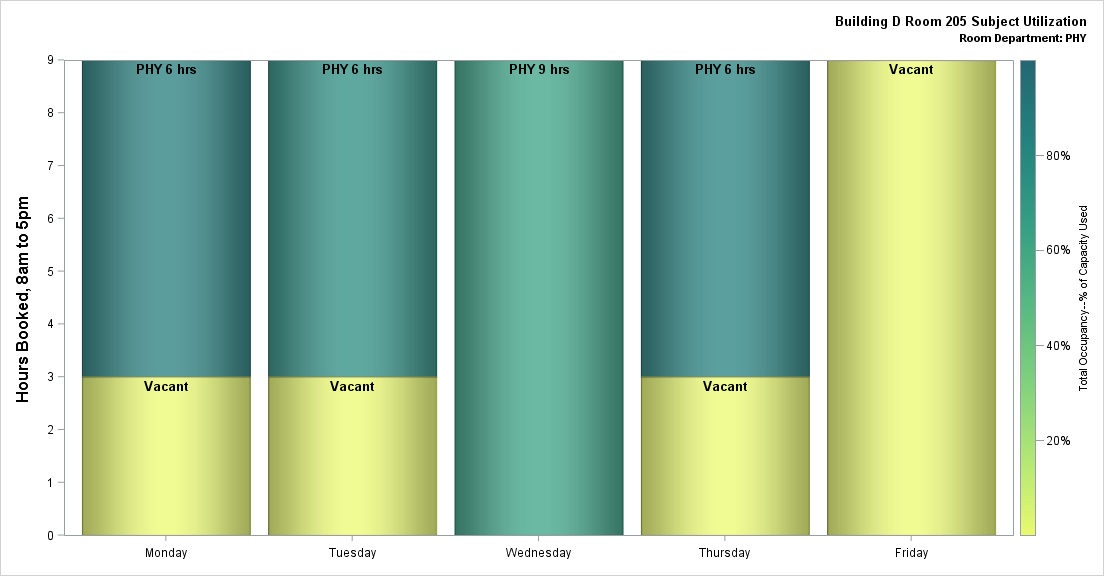 Building D Room 205 Subject Utilization
Room Department: PHY
Hours Booked, 8am to 5pm
9
8
7
6
5
4
3
2
1
0
PHY 6 hrs
Vacant
PHY 6 hrs
Vacant
PHY 9 hrs
PHY 6 hrs
Vacant
Vacant
Monday
Tuesday
Wednesday
Thursday
Friday
80%
60%
40%
20%
Total Occupancy--% of Capacity Used